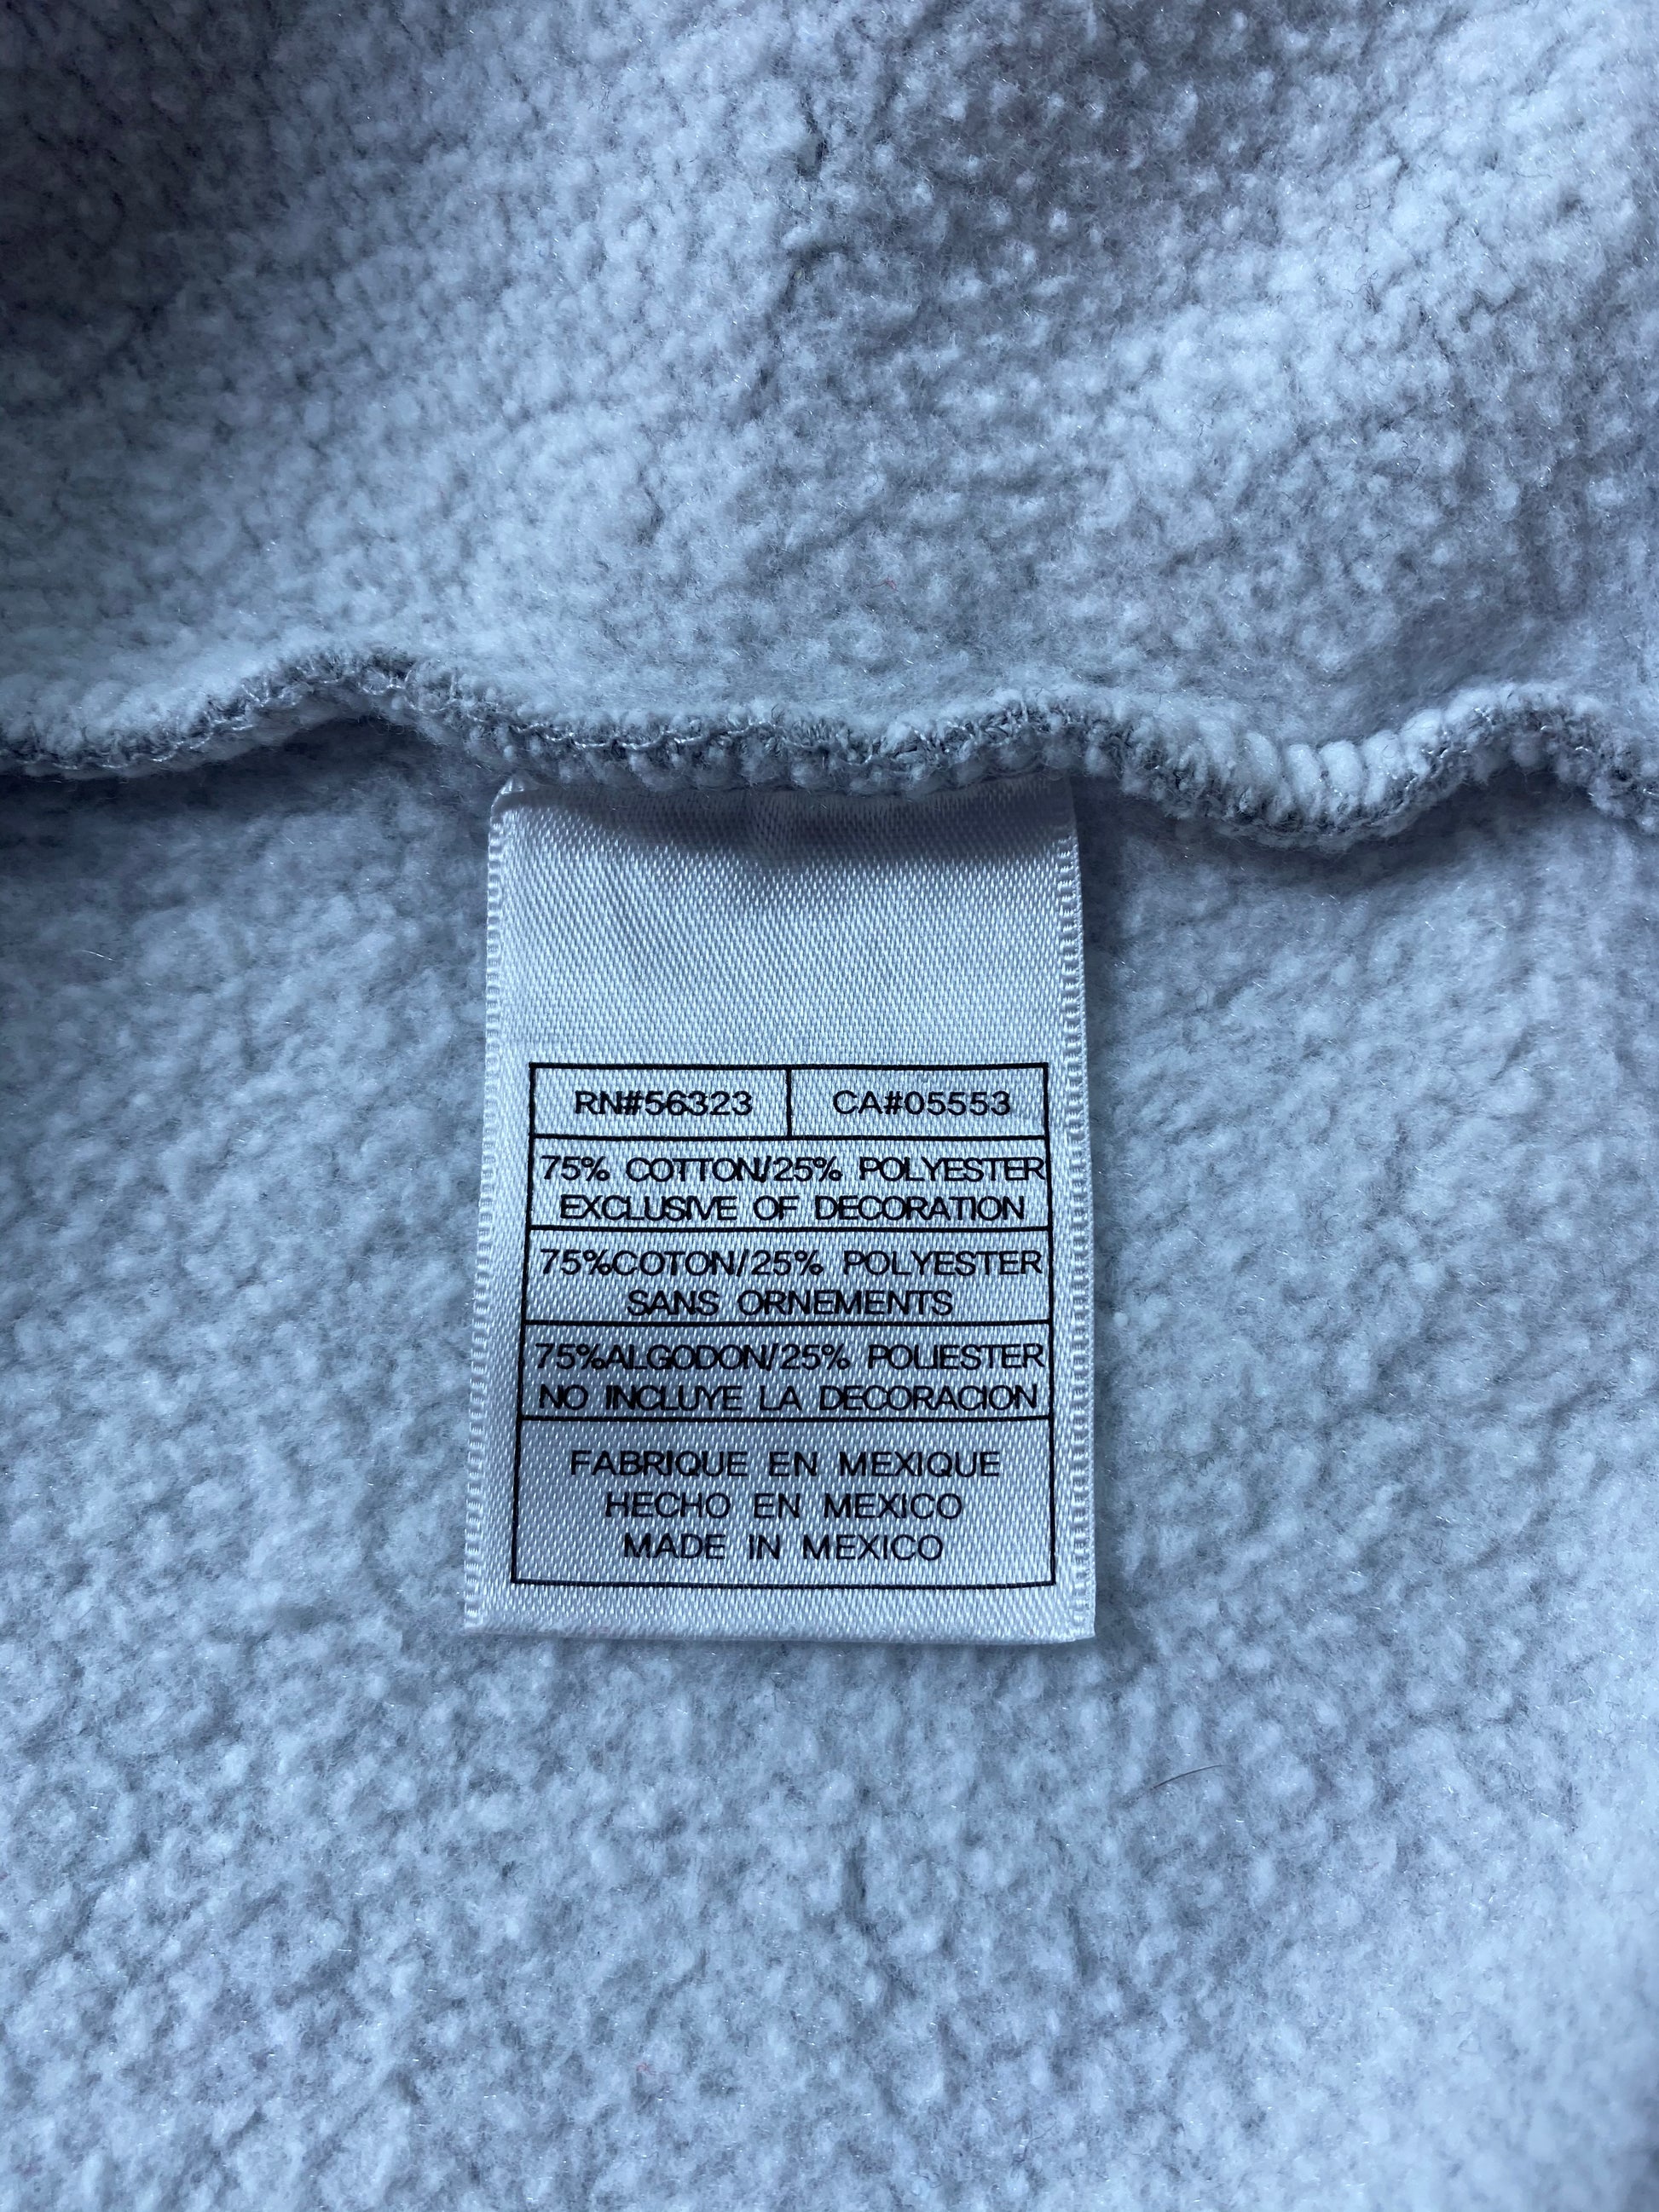 RN#56323 CA#05553
75% COTTON/25% POLYESTER
EXCLUSIVE OF DECORATION
75%COTON/25% POLYESTER
SANS ORNEMENTS
75%ALGODON/25% POLIESTER
NO INCLUYE LA DECORACION
FABRIQUE EN MEXIQUE
HECHO EN MEXICO
MADE IN MEXICO